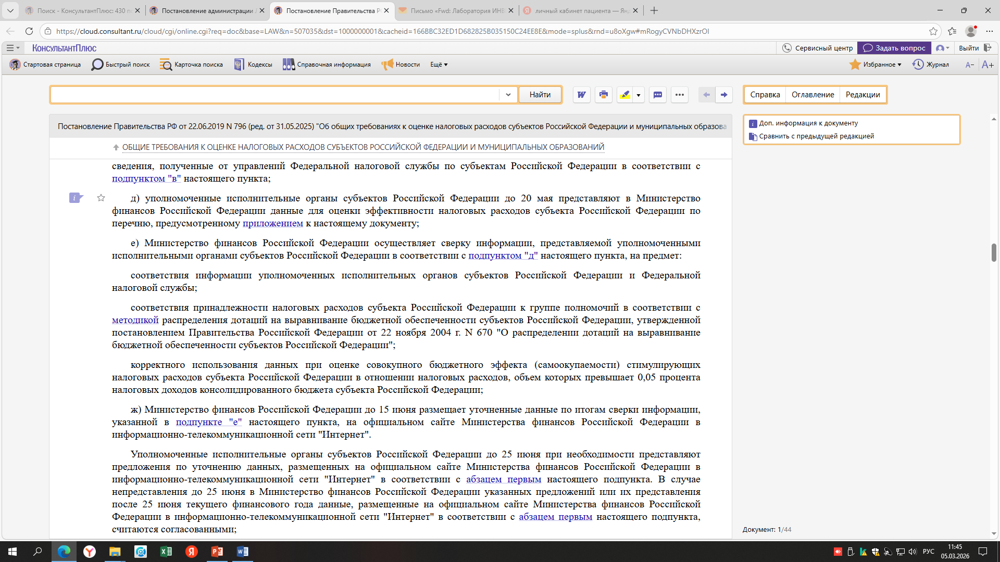 Поиск - КонсультантПлюс: 430 п
Постановление администрации
Постановление Правительства Р
Письмо «Fwd: Лаборатория ИНВ
личный кабинет пациента — Янд
https://cloud.consultant.ru/cloud/cgi/online.cgi?req=doc&base=LAW&n=507035&dst=1000000001&cacheid=166BBC32ED1D682825B035150C24EE8E&mode=splus&rnd=u8oXgw#mRogyCVNbDHXzrOl
КонсультантПлюс
Сервисный центр
Задать вопрос
Выйти
Стартовая страница
Быстрый поиск
Карточка поиска
Кодексы
Справочная информация
Новости
Ещё
Избранное
Журнал
A−
A+
Найти
Справка
Оглавление
Редакции
Постановление Правительства РФ от 22.06.2019 N 796 (ред. от 31.05.2025) "Об общих требованиях к оценке налоговых расходов субъектов Российской Федерации и муниципальных образова
Доп. информация к документу
Сравнить с предыдущей редакцией
ОБЩИЕ ТРЕБОВАНИЯ К ОЦЕНКЕ НАЛОГОВЫХ РАСХОДОВ СУБЪЕКТОВ РОССИЙСКОЙ ФЕДЕРАЦИИ И МУНИЦИПАЛЬНЫХ ОБРАЗОВАНИЙ
сведения, полученные от управлений Федеральной налоговой службы по субъектам Российской Федерации в соответствии с
подпунктом "в" настоящего пункта;
д) уполномоченные исполнительные органы субъектов Российской Федерации до 20 мая представляют в Министерство
финансов Российской Федерации данные для оценки эффективности налоговых расходов субъекта Российской Федерации по
перечню, предусмотренному приложением к настоящему документу;
е) Министерство финансов Российской Федерации осуществляет сверку информации, представляемой уполномоченными
исполнительными органами субъектов Российской Федерации в соответствии с подпунктом "д" настоящего пункта, на предмет:
соответствия информации уполномоченных исполнительных органов субъектов Российской Федерации и Федеральной
налоговой службы;
соответствия принадлежности налоговых расходов субъекта Российской Федерации к группе полномочий в соответствии с
методикой распределения дотаций на выравнивание бюджетной обеспеченности субъектов Российской Федерации, утвержденной
постановлением Правительства Российской Федерации от 22 ноября 2004 г. N 670 "О распределении дотаций на выравнивание
бюджетной обеспеченности субъектов Российской Федерации";
корректного использования данных при оценке совокупного бюджетного эффекта (самоокупаемости) стимулирующих
налоговых расходов субъекта Российской Федерации в отношении налоговых расходов, объем которых превышает 0,05 процента
налоговых доходов консолидированного бюджета субъекта Российской Федерации;
ж) Министерство финансов Российской Федерации до 15 июня размещает уточненные данные по итогам сверки информации,
указанной в подпункте "е" настоящего пункта, на официальном сайте Министерства финансов Российской Федерации в
информационно-телекоммуникационной сети "Интернет".
Уполномоченные исполнительные органы субъектов Российской Федерации до 25 июня при необходимости представляют
предложения по уточнению данных, размещенных на официальном сайте Министерства финансов Российской Федерации в
информационно-телекоммуникационной сети "Интернет" в соответствии с абзацем первым настоящего подпункта. В случае
непредставления до 25 июня в Министерство финансов Российской Федерации указанных предложений или их представления
после 25 июня текущего финансового года данные, размещенные на официальном сайте Министерства финансов Российской
Федерации в информационно-телекоммуникационной сети "Интернет" в соответствии с абзацем первым настоящего подпункта,
считаются согласованными;
Документ: 1/44
РУС
11:45
05.03.2026